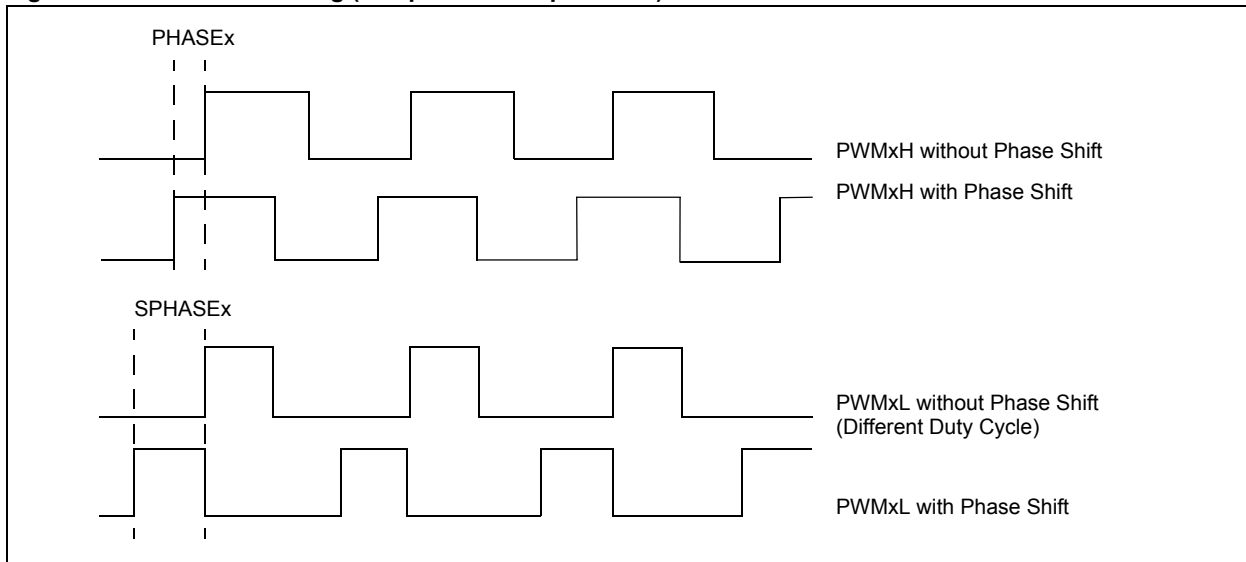 PHASEx
PWMxH without Phase Shift
PWMxH with Phase Shift
SPHASEx
PWMxL without Phase Shift
(Different Duty Cycle)
PWMxL with Phase Shift